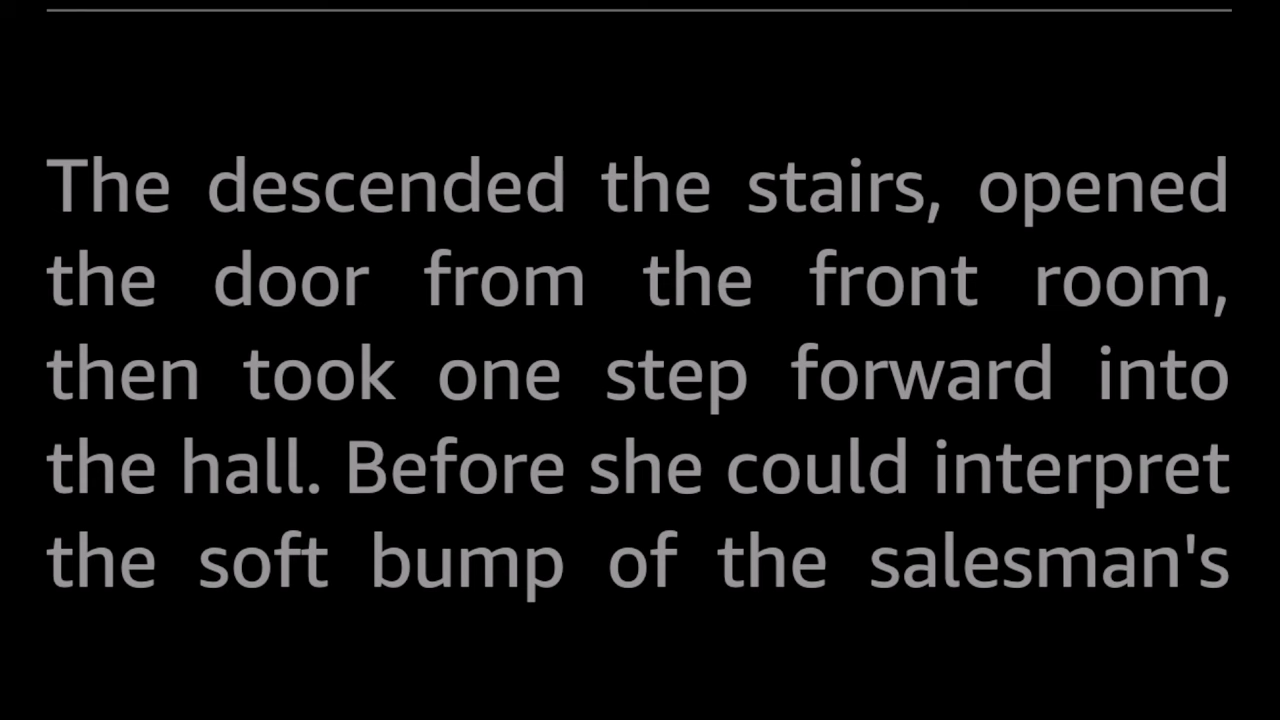 The descended the stairs, opened
the door from the front room,
then took one step forward into
the hall. Before she could interpret
the soft bump of the salesman's